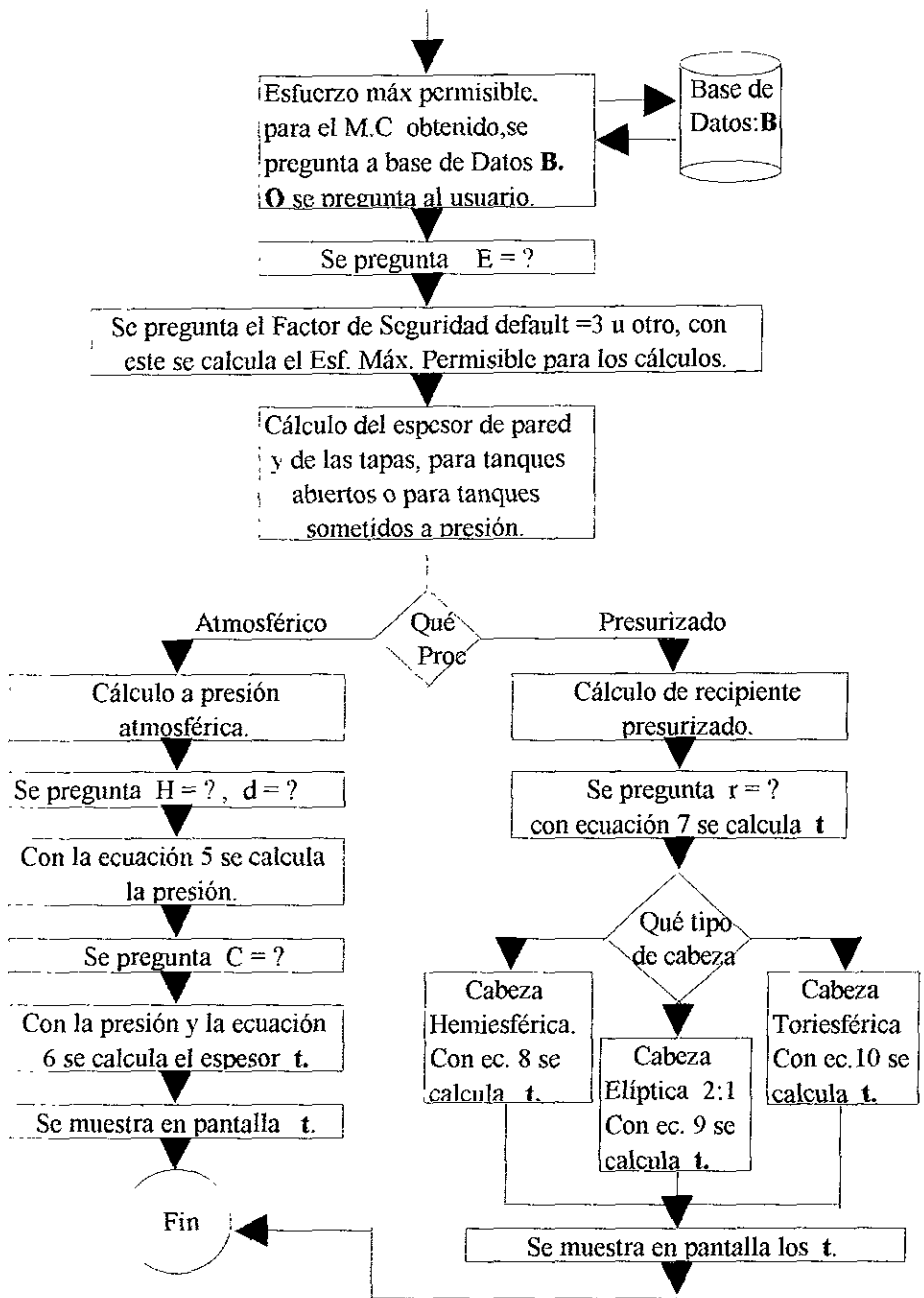 Esfuerzo máx permisible.
para el M.C obtenido,se
pregunta a base de Datos B.
O se pregunta al usuario.
Base de
Datos:B
Se pregunta E = ?
Se pregunta el Factor de Seguridad default =3 u otro, con
este se calcula el Esf. Máx. Permisible para los cálculos.
Cálculo del espesor de pared
y de las tapas, para tanques
abiertos o para tanques
sometidos a presión.
Qué
Proc
Atmosférico
Cálculo a presión
atmosférica.
Se pregunta H = ? , d = ?
Con la ecuación 5 se calcula
la presión.
Se pregunta C = ?
Con la presión y la ecuación
6 se calcula el espesor t.
Se muestra en pantalla t.
Fin
Presurizado
Cálculo de recipiente
presurizado.
Se pregunta r = ?
con ecuación 7 se calcula t
Qué tipo
de cabeza
Cabeza
Hemiesférica.
Con ec. 8 se
calcula t.
Cabeza
Elíptica 2:1
Con ec. 9 se
calcula t.
Cabeza
Toriesférica
Con ec.10 se
calcula t.
Se muestra en pantalla los t.